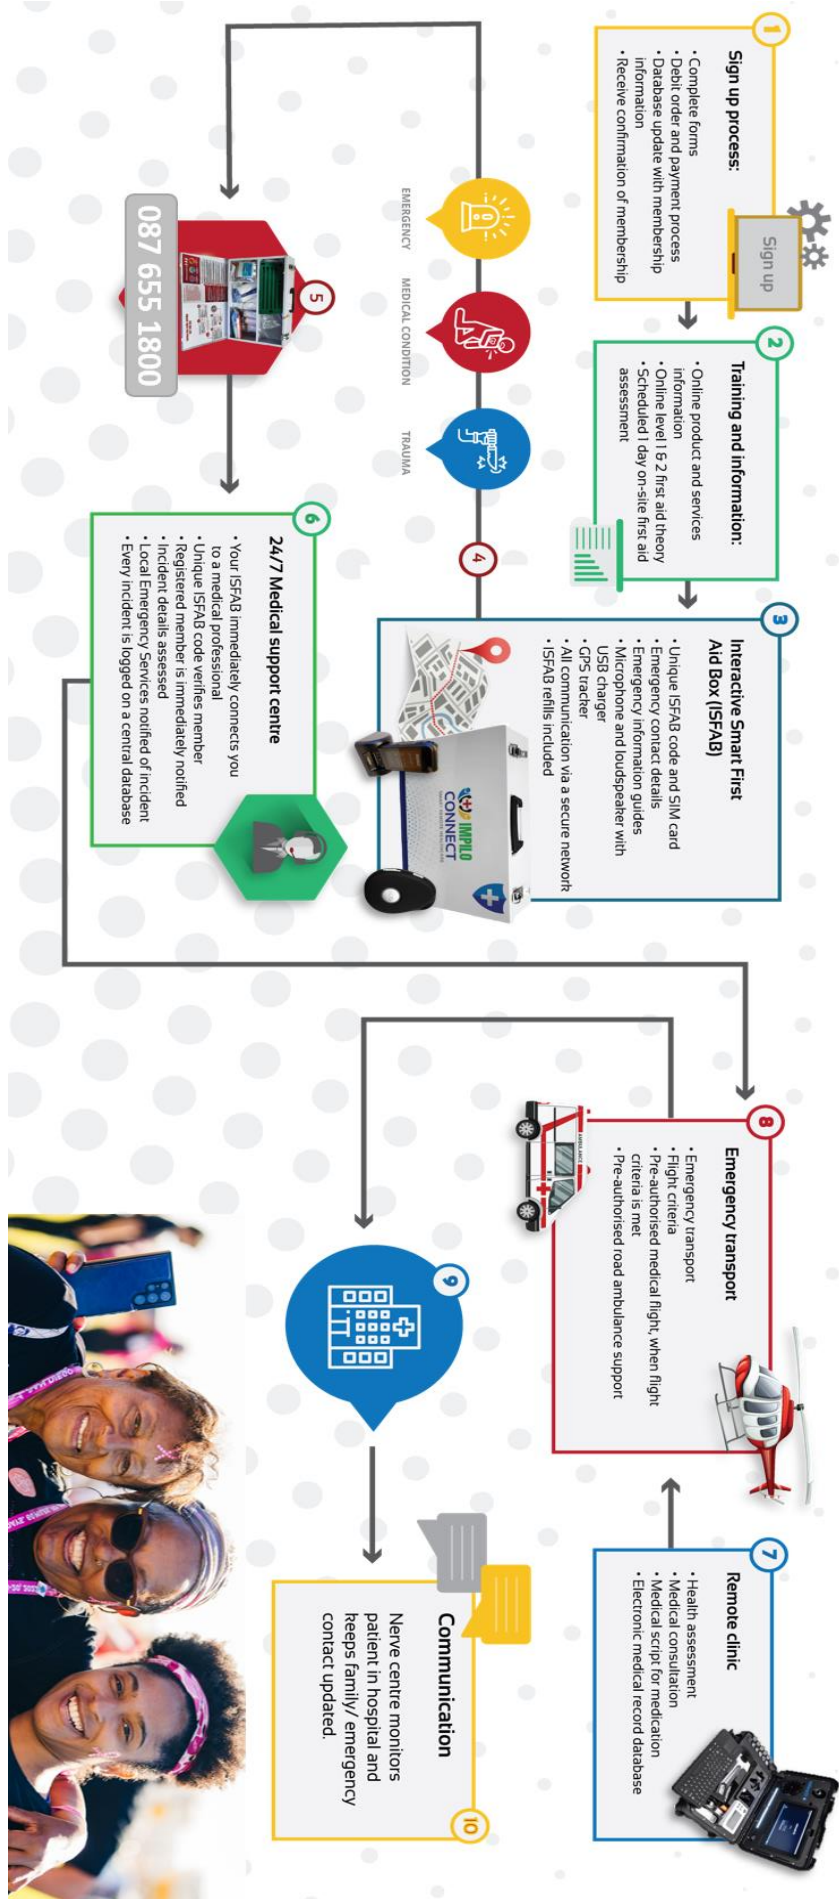 1
Sign up process:
• Complete forms
• Debit order and payment process
• Database update with membership
information
• Receive confirmation of membership
Sign up
2
Training and information:
• Online product and services
information
• Online level 1 & 2 first aid theory
• Scheduled 1 day on-site first aid
assessment
3
Interactive Smart First
Aid Box (ISFAB)
• Unique ISFAB code and SIM card
• Emergency contact details
• Emergency information guides
• Microphone and loudspeaker with
USB charger
• GPS tracker
• All communication via a secure network
• ISFAB refills included
IMPILO
CONNECT
4
EMERGENCY
MEDICAL CONDITION
TRAUMA
5
087 655 1800
6
24/7 Medical support centre
• Your ISFAB immediately connects you
to a medical professional
• Unique ISFAB code verifies member
• Registered member is immediately notified
• Incident details assessed
• Local Emergency Services notified of incident
• Every incident is logged on a central database
8
Emergency transport
• Emergency transport
• Flight criteria
• Pre-authorised medical flight, when flight
criteria is met
• Pre-authorised road ambulance support
AMBULANCE
7
Remote clinic
• Health assessment
• Medical consultation
• Medical script for medication
• Electronic medical record database
9
Communication
Nerve centre monitors
patient in hospital and
keeps family/ emergency
contact updated.
10